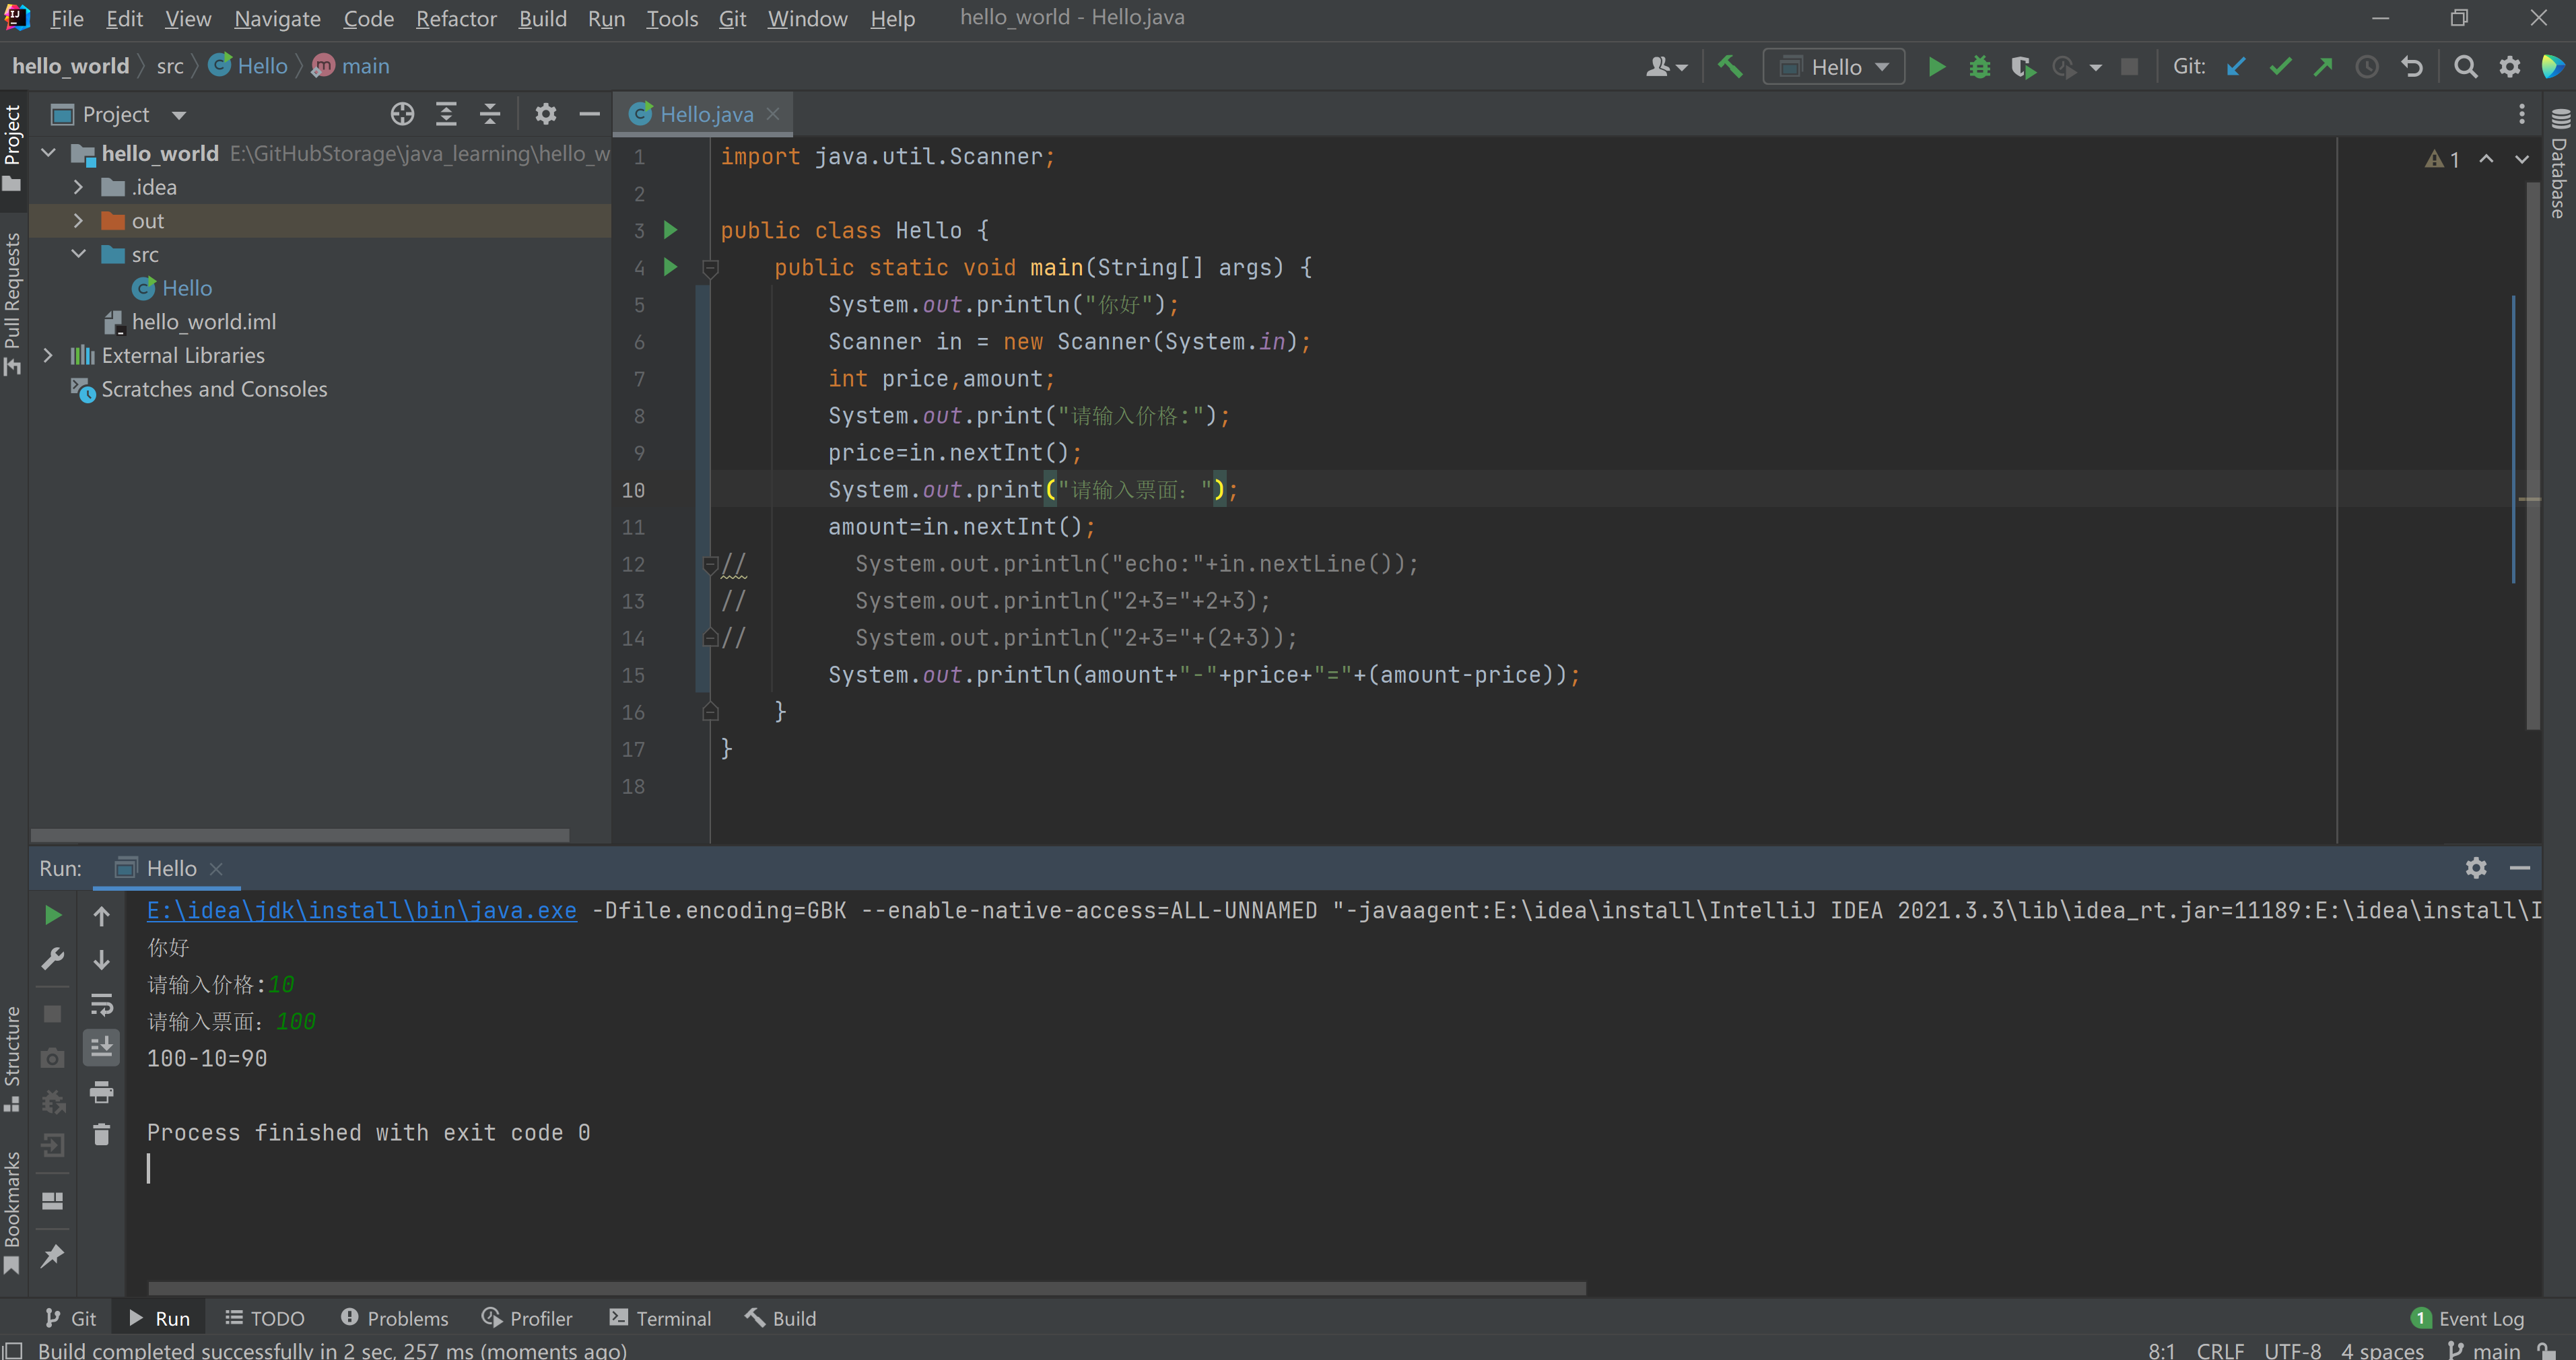 File Edit View Navigate Code Refactor Build Run Tools Git Window Help hello_world - Hello.java
hello_world src Hello main Hello Git:
Project
Hello.java
hello_world E:\GitHubStorage\java_learning\hello_w
.idea
out
src
Hello
hello_world.iml
External Libraries
Scratches and Consoles
Project
Pull Requests
Structure
Bookmarks
Database
1
1 import java.util.Scanner;
2
3 public class Hello {
4 public static void main(String[] args) {
5 System.out.println("你好");
6 Scanner in = new Scanner(System.in);
7 int price,amount;
8 System.out.print("请输入价格:");
9 price=in.nextInt();
10 System.out.print("请输入票面：");
11 amount=in.nextInt();
12 // System.out.println("echo:"+in.nextLine());
13 // System.out.println("2+3="+2+3);
14 // System.out.println("2+3="+(2+3));
15 System.out.println(amount+"-"+price+"="+(amount-price));
16 }
17 }
18
Run: Hello
E:\idea\jdk\install\bin\java.exe -Dfile.encoding=GBK --enable-native-access=ALL-UNNAMED "-javaagent:E:\idea\install\IntelliJ IDEA 2021.3.3\lib\idea_rt.jar=11189:E:\idea\install\I
你好
请输入价格:10
请输入票面：100
100-10=90
Process finished with exit code 0
Git Run TODO Problems Profiler Terminal Build 1 Event Log
Build completed successfully in 2 sec, 257 ms (moments ago) 8:1 CRLF UTF-8 4 spaces main